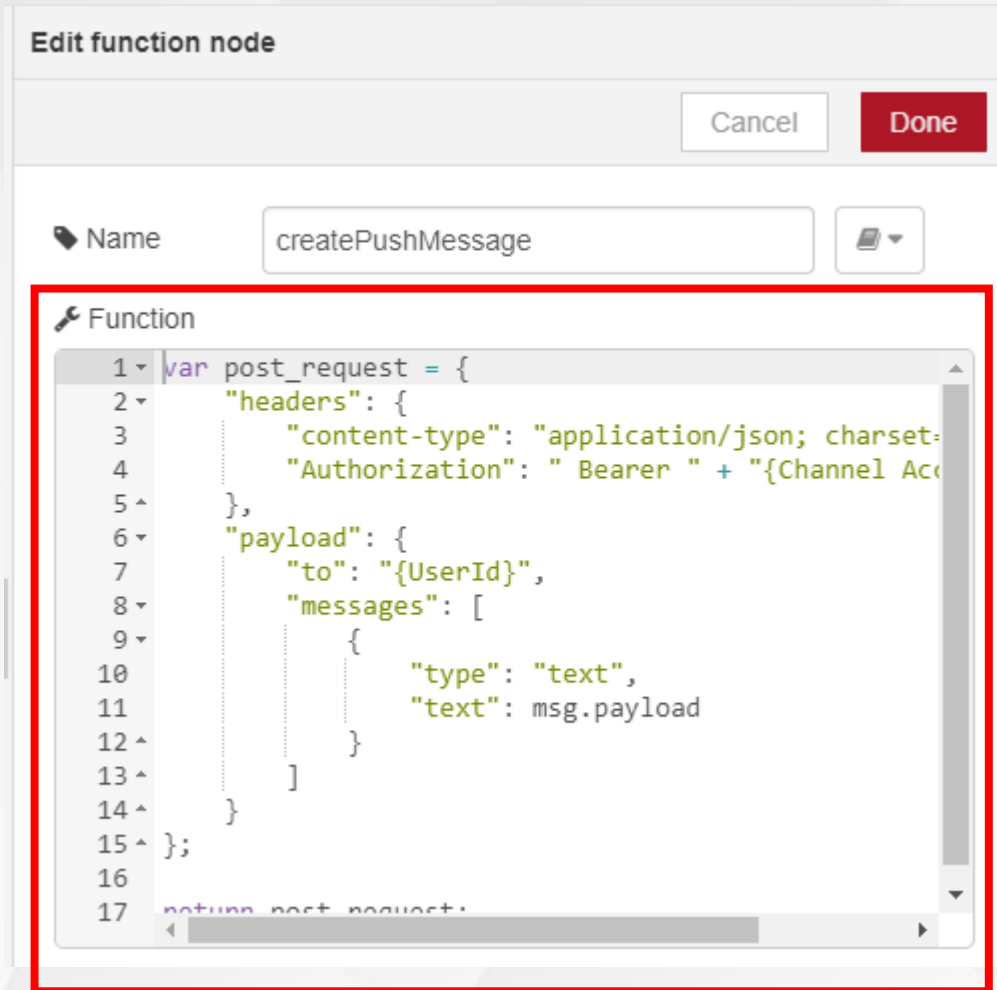 Edit function node
Cancel
Done
Name
createPushMessage
Function
1 var post_request = {
2 "headers": {
3 "content-type": "application/json; charset=
4 "Authorization": " Bearer " + "{Channel Acc
5 },
6 "payload": {
7 "to": "{UserId}",
8 "messages": [
9 {
10 "type": "text",
11 "text": msg.payload
12 }
13 ]
14 }
15 };
16
17 return post_request;